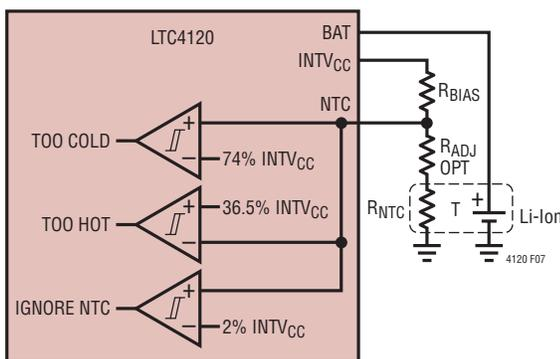 LTC4120
BAT
INTVCC
NTC
RBIAS
TOO COLD
+
−
74% INTVCC
RADJ
OPT
TOO HOT
+
−
36.5% INTVCC
RNTC
T
+
Li-Ion
4120 F07
IGNORE NTC
+
−
2% INTVCC